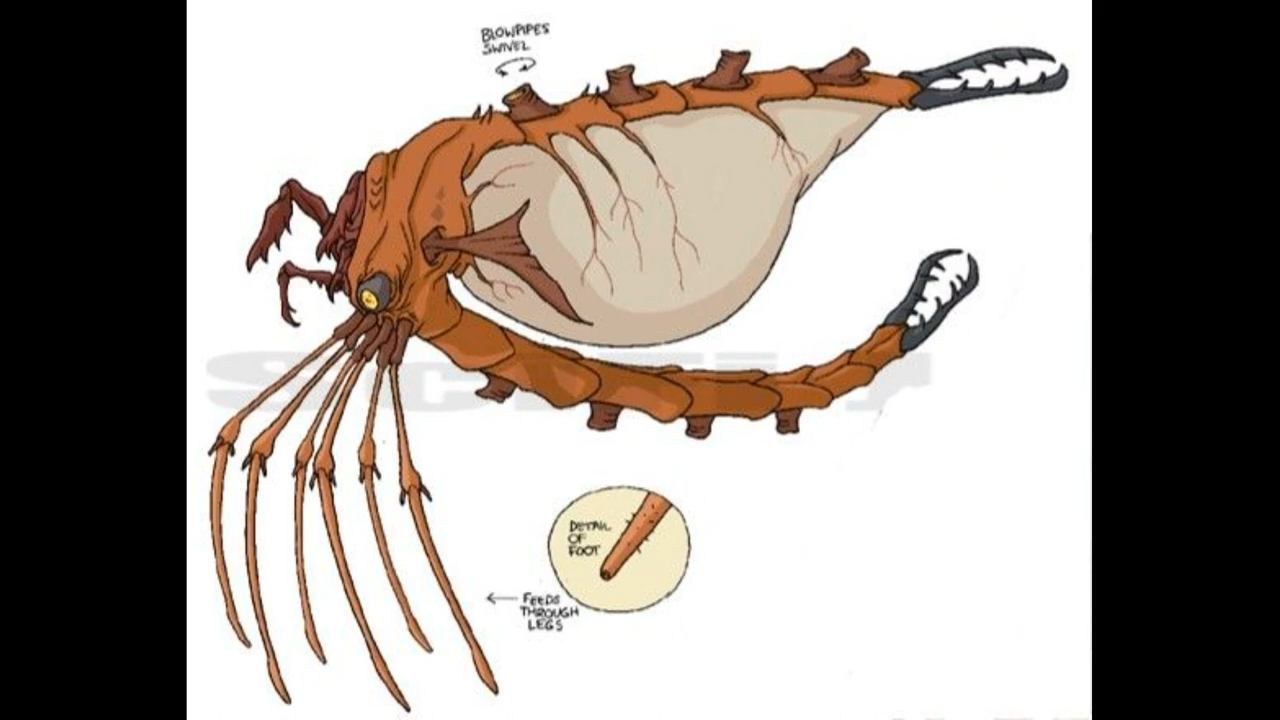 BLOWPIPES
SWIVEL
DETAIL
OF
FOOT
FEEDS
THROUGH
LEGS